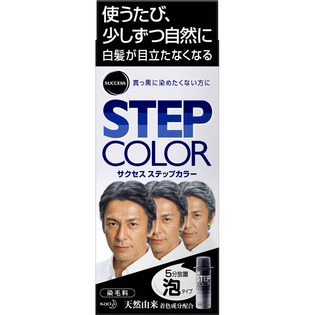 使うたび、
少しずつ自然に
白髪が目立たなくなる
SUCCESS
真っ黒に染めたくない方に
STEP
COLOR
サクセス ステップカラー
5分放置
泡タイプ
STEP
COLOR
染毛料
KAO
天然由来 着色成分配合